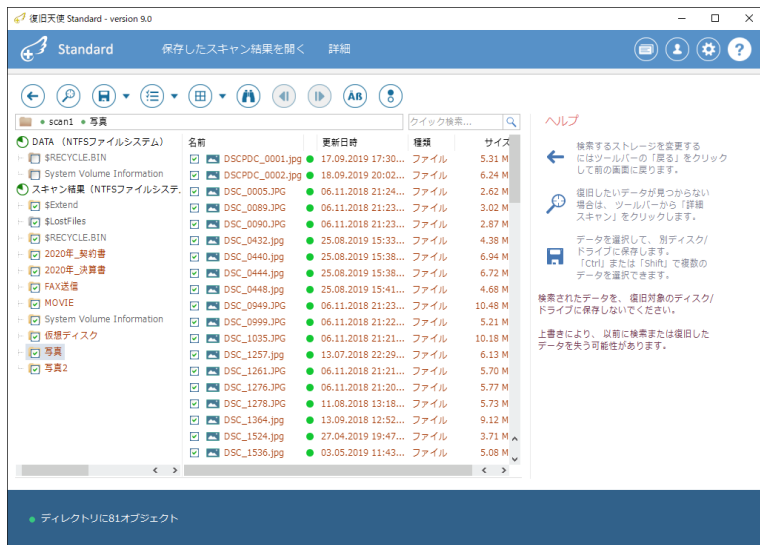 復旧天使 Standard - version 9.0
Standard 保存したスキャン結果を開く 詳細
?
ÄB
scan1 写真 クイック検索...
DATA （NTFSファイルシステム）
$RECYCLE.BIN
System Volume Information
スキャン結果（NTFSファイルシステ.
$Extend
$LostFiles
$RECYCLE.BIN
2020年_契約書
2020年_決算書
FAX送信
MOVIE
System Volume Information
仮想ディスク
写真
写真2
名前 更新日時 種類 サイズ
DSCPDC_0001.jpg 17.09.2019 17:30... ファイル 5.31 M
DSCPDC_0002.jpg 18.09.2019 20:02... ファイル 6.24 M
DSC_0005.JPG 06.11.2018 21:24... ファイル 2.62 M
DSC_0089.JPG 06.11.2018 21:23... ファイル 3.02 M
DSC_0090.JPG 06.11.2018 21:23... ファイル 2.87 M
DSC_0432.jpg 25.08.2019 15:33... ファイル 4.38 M
DSC_0440.jpg 25.08.2019 15:38... ファイル 6.94 M
DSC_0444.jpg 25.08.2019 15:38... ファイル 6.72 M
DSC_0448.jpg 25.08.2019 15:41... ファイル 4.68 M
DSC_0949.JPG 06.11.2018 21:23... ファイル 10.48 M
DSC_0999.JPG 06.11.2018 21:22... ファイル 5.21 M
DSC_1035.JPG 06.11.2018 21:21... ファイル 10.18 M
DSC_1257.jpg 13.07.2018 22:29... ファイル 6.13 M
DSC_1261.JPG 06.11.2018 21:21... ファイル 5.70 M
DSC_1276.JPG 06.11.2018 21:20... ファイル 5.77 M
DSC_1278.JPG 11.08.2018 13:18... ファイル 5.73 M
DSC_1364.jpg 13.09.2018 12:52... ファイル 9.12 M
DSC_1524.jpg 27.04.2019 19:47... ファイル 3.71 M
DSC_1536.jpg 03.05.2019 11:43... ファイル 5.08 M
ヘルプ
検索するストレージを変更する
にはツールバーの「戻る」をクリック
して前の画面に戻ります。
復旧したいデータが見つからない
場合は、 ツールバーから「詳細
スキャン」をクリックします。
データを選択して、 別ディスク/
ドライブに保存します。
「Ctrl」または「Shift」で複数の
データを選択できます。
検索されたデータを、 復旧対象のディスク/
ドライブに保存しないでください。
上書きにより、 以前に検索または復旧した
データを失う可能性があります。
ディレクトリに81オブジェクト